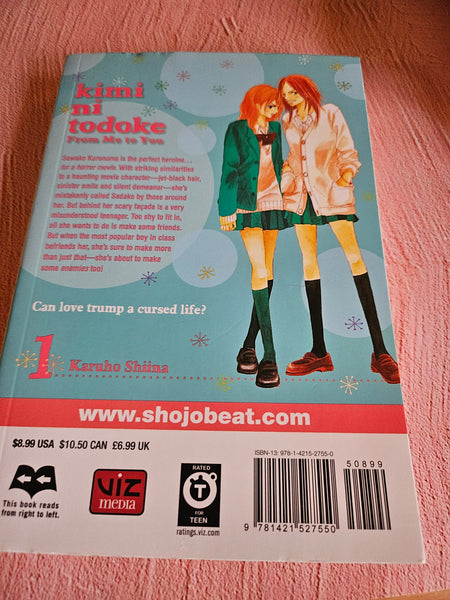 kimi
ni
todoke
From Me to You
Sawako Kuronuma is the perfect heroine...
for a horror movie. With striking similarities
to a haunting movie character—jet-black hair,
sinister smile and silent demeanor—she's
mistakenly called Sadako by those around
her. But behind her scary façade is a very
misunderstood teenager. Too shy to fit in,
all she wants to do is make some friends.
But when the most popular boy in class
befriends her, she's sure to make more
than just that—she's about to make
some enemies too!
Can love trump a cursed life?
1 Karuho Shiina
www.shojobeat.com
$8.99 USA $10.50 CAN £6.99 UK
This book reads
from right to left.
VIZ
MEDIA
RATED
T
FOR
TEEN
ratings.viz.com
ISBN-13: 978-1-4215-2755-0
50899
9 781421 527550